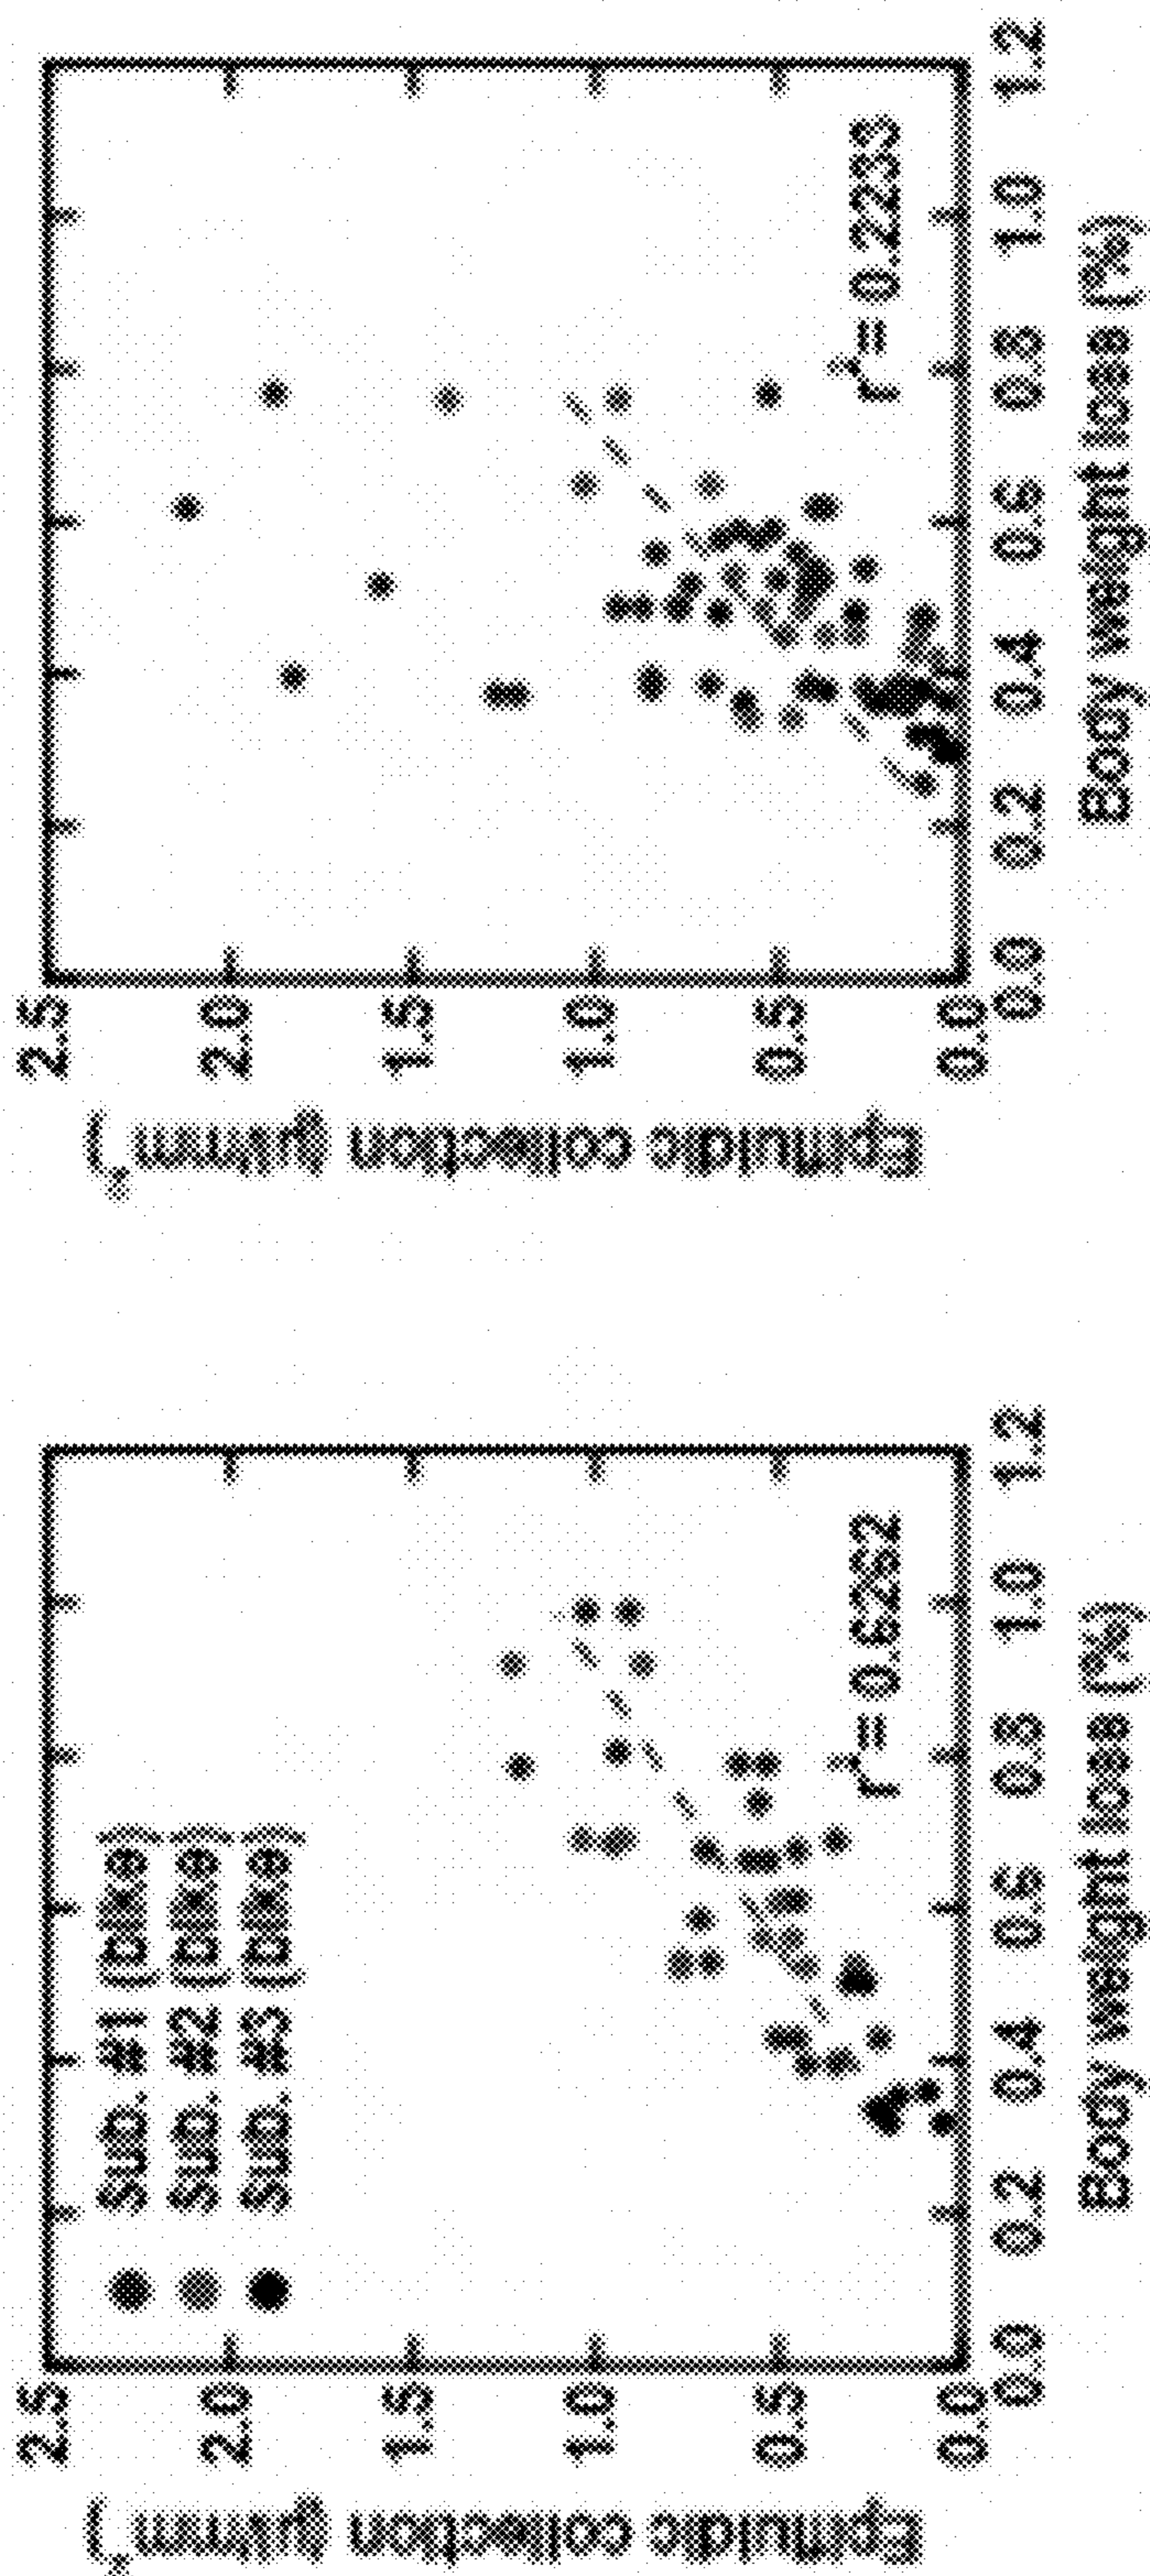 Epifluidic collection (μl/mm²)
2.5
2.0
1.5
1.0
0.5
0.0
Sub. #1 (bike)
Sub. #2 (bike)
Sub. #3 (bike)
r² = 0.6262
0.0 0.2 0.4 0.6 0.8 1.0 1.2
Body weight loss (%)
Epifluidic collection (μl/mm²)
2.5
2.0
1.5
1.0
0.5
0.0
r² = 0.2233
0.0 0.2 0.4 0.6 0.8 1.0 1.2
Body weight loss (%)